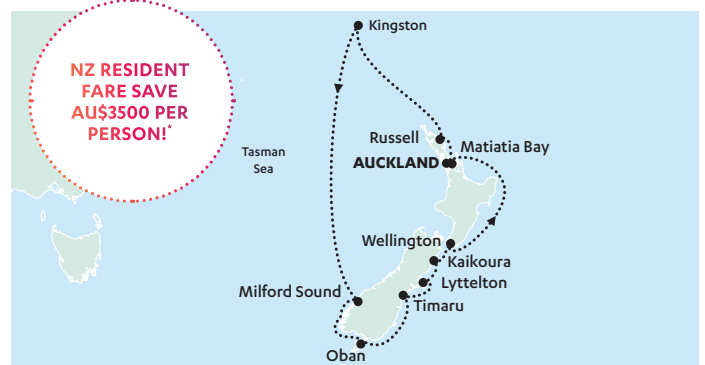 NZ RESIDENT
FARE SAVE
AU$3500 PER
PERSON!*
Kingston
Tasman
Sea
Russell
Matiatia Bay
AUCKLAND
Wellington
Kaikoura
Lyttelton
Milford Sound
Timaru
Oban